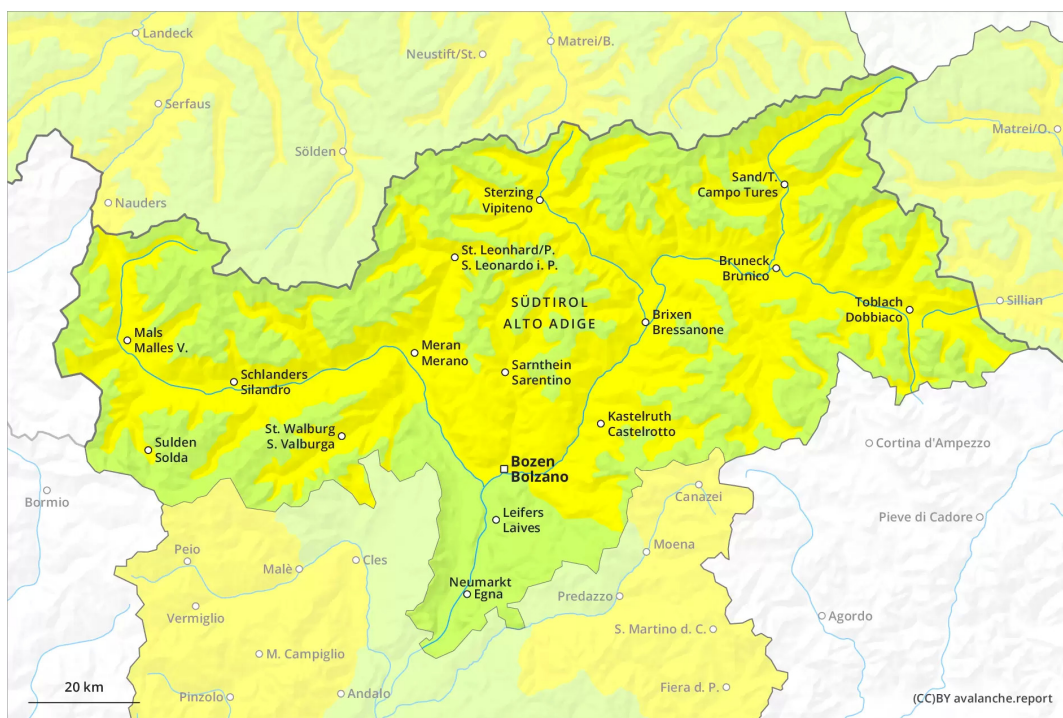 Landeck
Neustift/St.
Matrei/B.
Serfaus
Sölden
Matrei/O.
Nauders
Sterzing
Vipiteno
Sand/T.
Campo Tures
St. Leonhard/P.
S. Leonardo i. P.
Bruneck
Brunico
SÜDTIROL
ALTO ADIGE
Toblach
Dobbiaco
Sillian
Brixen
Bressanone
Mals
Malles V.
Meran
Merano
Sarnthein
Sarentino
Schlanders
Silandro
St. Walburg
S. Valburga
Kastelruth
Castelrotto
Sulden
Solda
Cortina d'Ampezzo
Bozen
Bolzano
Bormio
Canazei
Leifers
Laives
Pieve di Cadore
Peio
Cles
Moena
Malè
Neumarkt
Egna
Predazzo
Vermiglio
Agordo
S. Martino d. C.
M. Campiglio
20 km
Pinzolo
Andalo
Fiera d. P.
(CC)BY avalanche.report